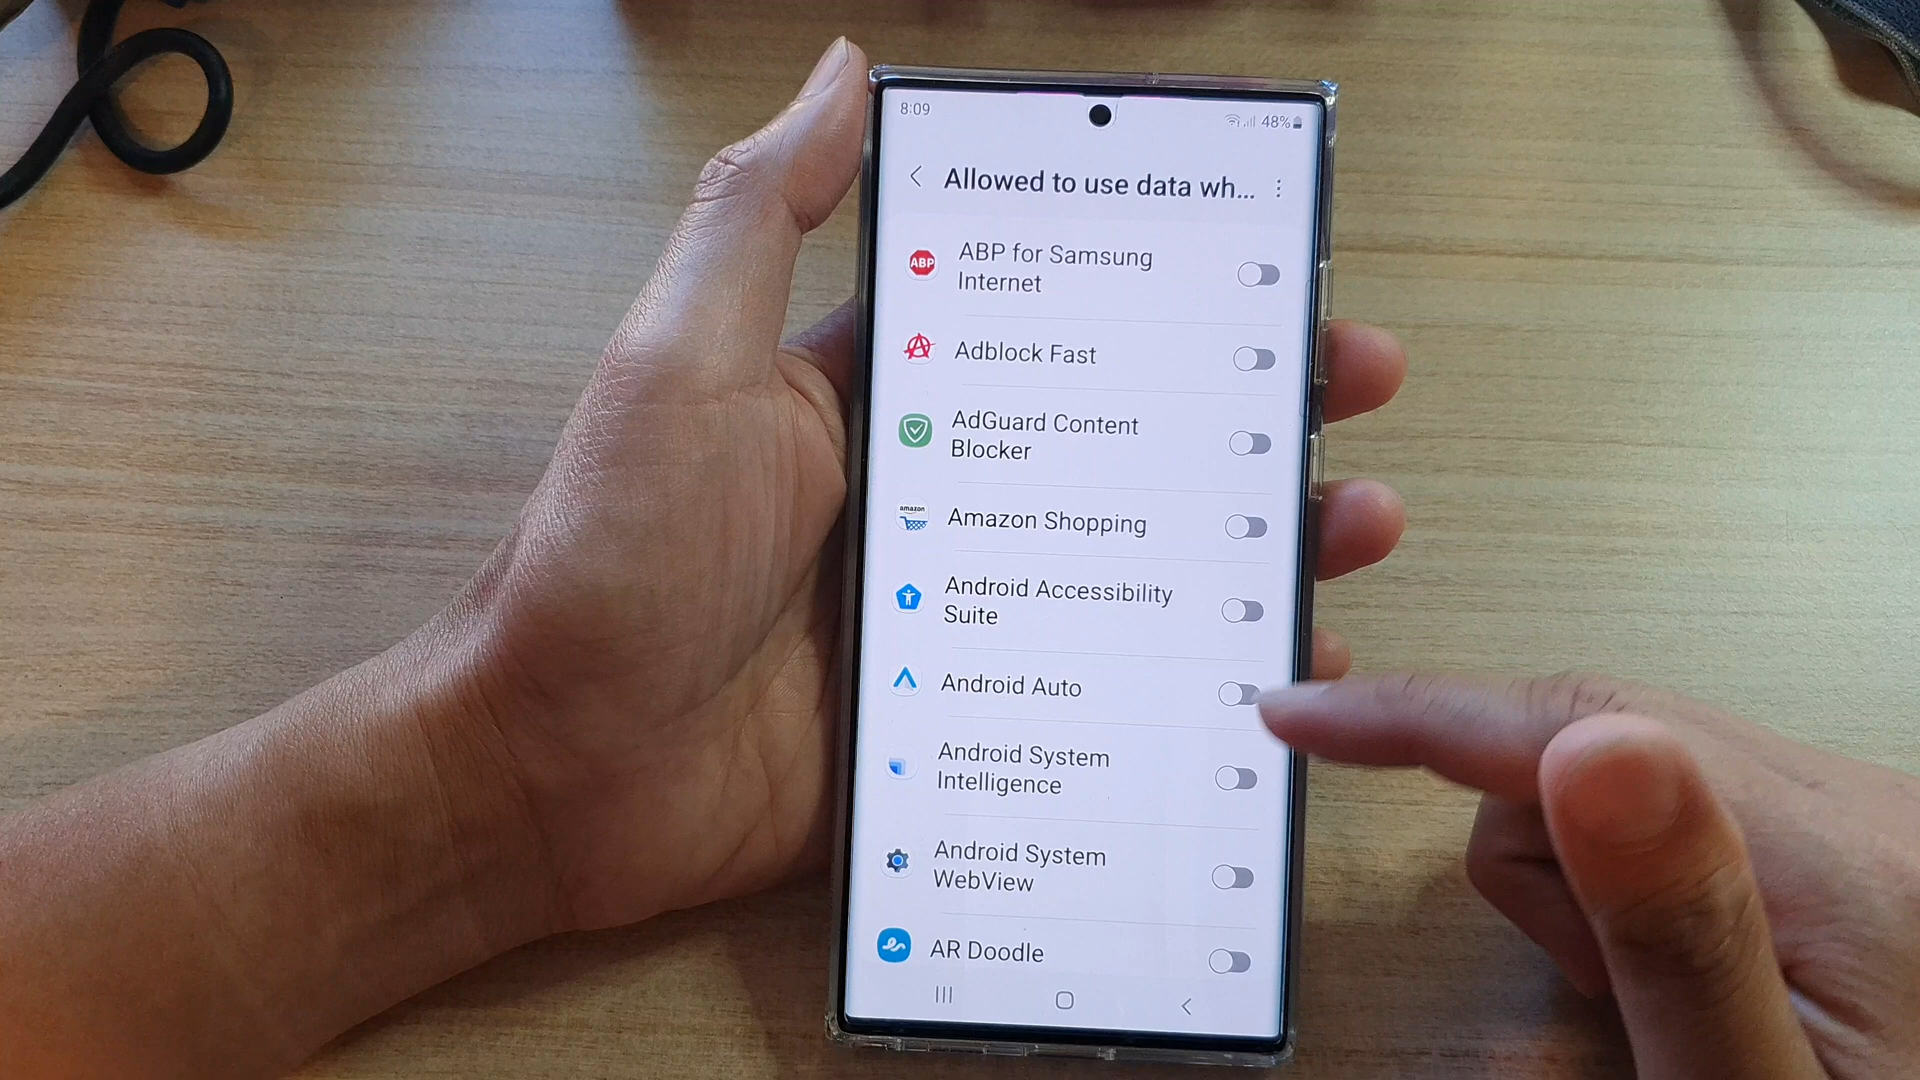 8:09
48%
Allowed to use data wh...
ABP
ABP for Samsung
Internet
Adblock Fast
AdGuard Content
Blocker
amazon
Amazon Shopping
Android Accessibility
Suite
Android Auto
Android System
Intelligence
Android System
WebView
AR Doodle